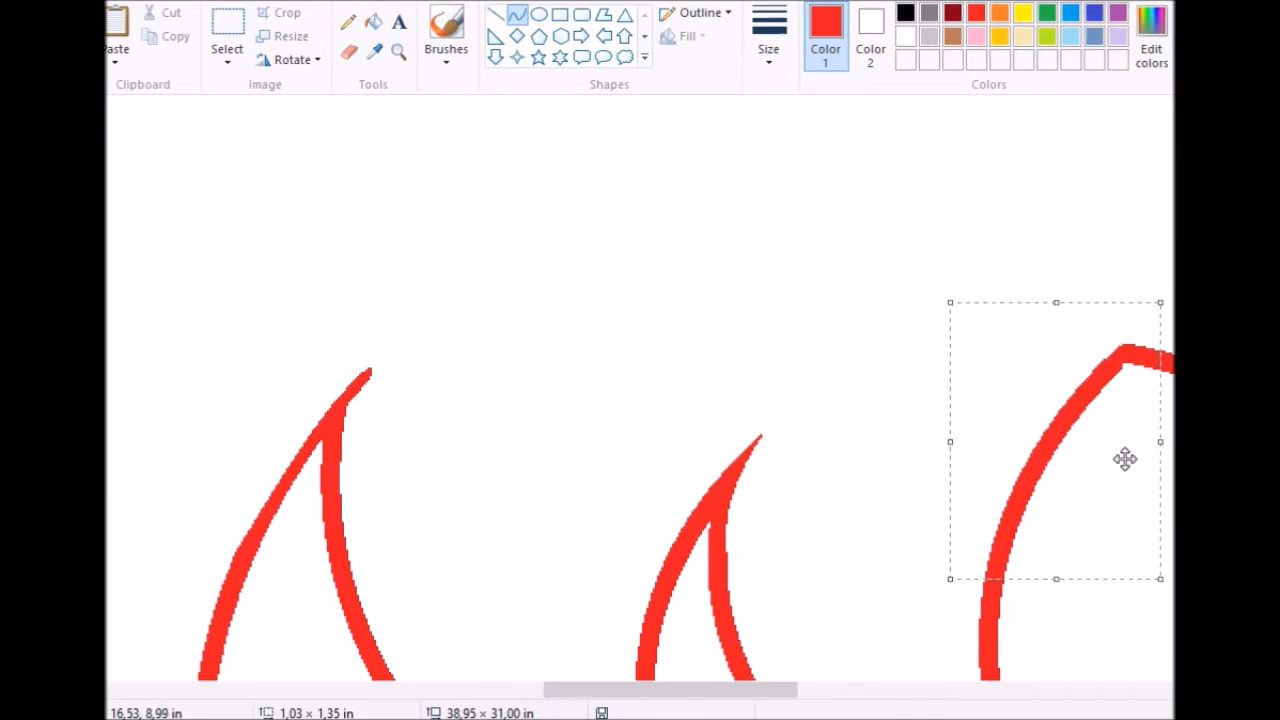 Cut
Crop
Copy
Resize
Select
Rotate
A
Brushes
Outline
Fill
Size
Color
1
Color
2
Edit
colors
Clipboard
Image
Tools
Shapes
Colors
16,53, 8,99 in
1,03 × 1,35 in
38,95 × 31,00 in